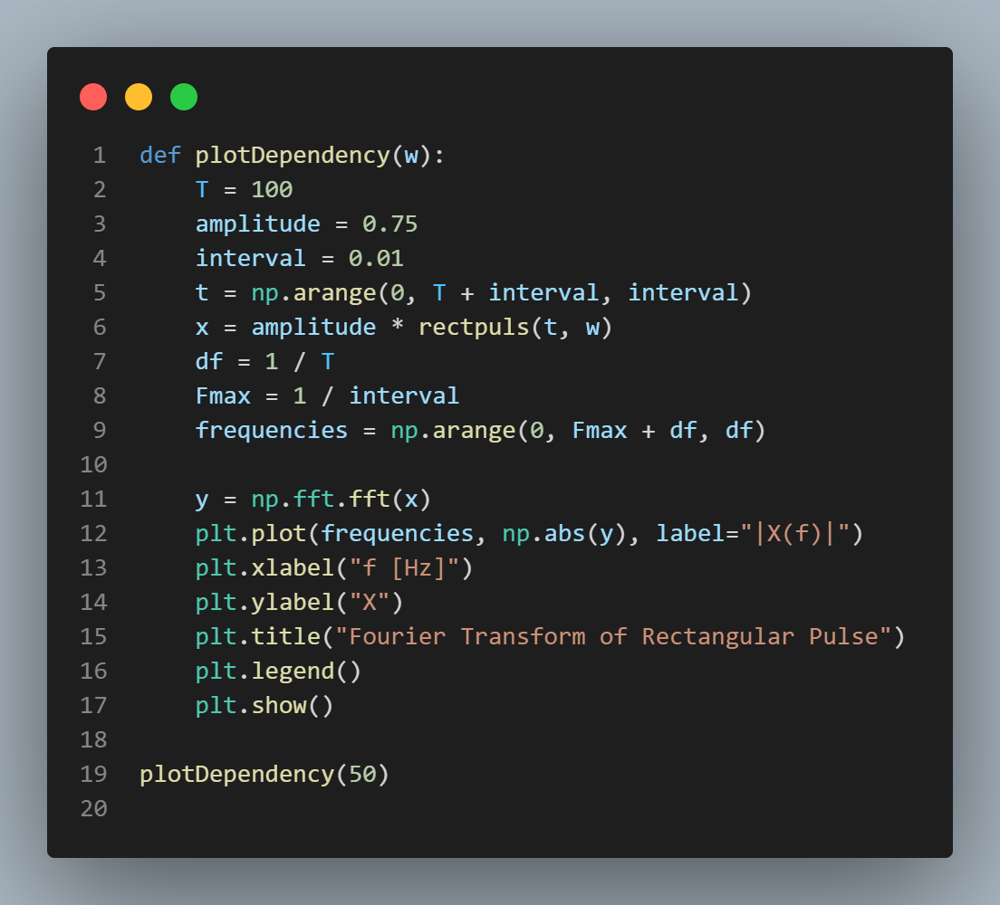 1 def plotDependency(w):
2     T = 100
3     amplitude = 0.75
4     interval = 0.01
5     t = np.arange(0, T + interval, interval)
6     x = amplitude * rectpuls(t, w)
7     df = 1 / T
8     Fmax = 1 / interval
9     frequencies = np.arange(0, Fmax + df, df)
10
11     y = np.fft.fft(x)
12     plt.plot(frequencies, np.abs(y), label="|X(f)|")
13     plt.xlabel("f [Hz]")
14     plt.ylabel("X")
15     plt.title("Fourier Transform of Rectangular Pulse")
16     plt.legend()
17     plt.show()
18
19 plotDependency(50)
20